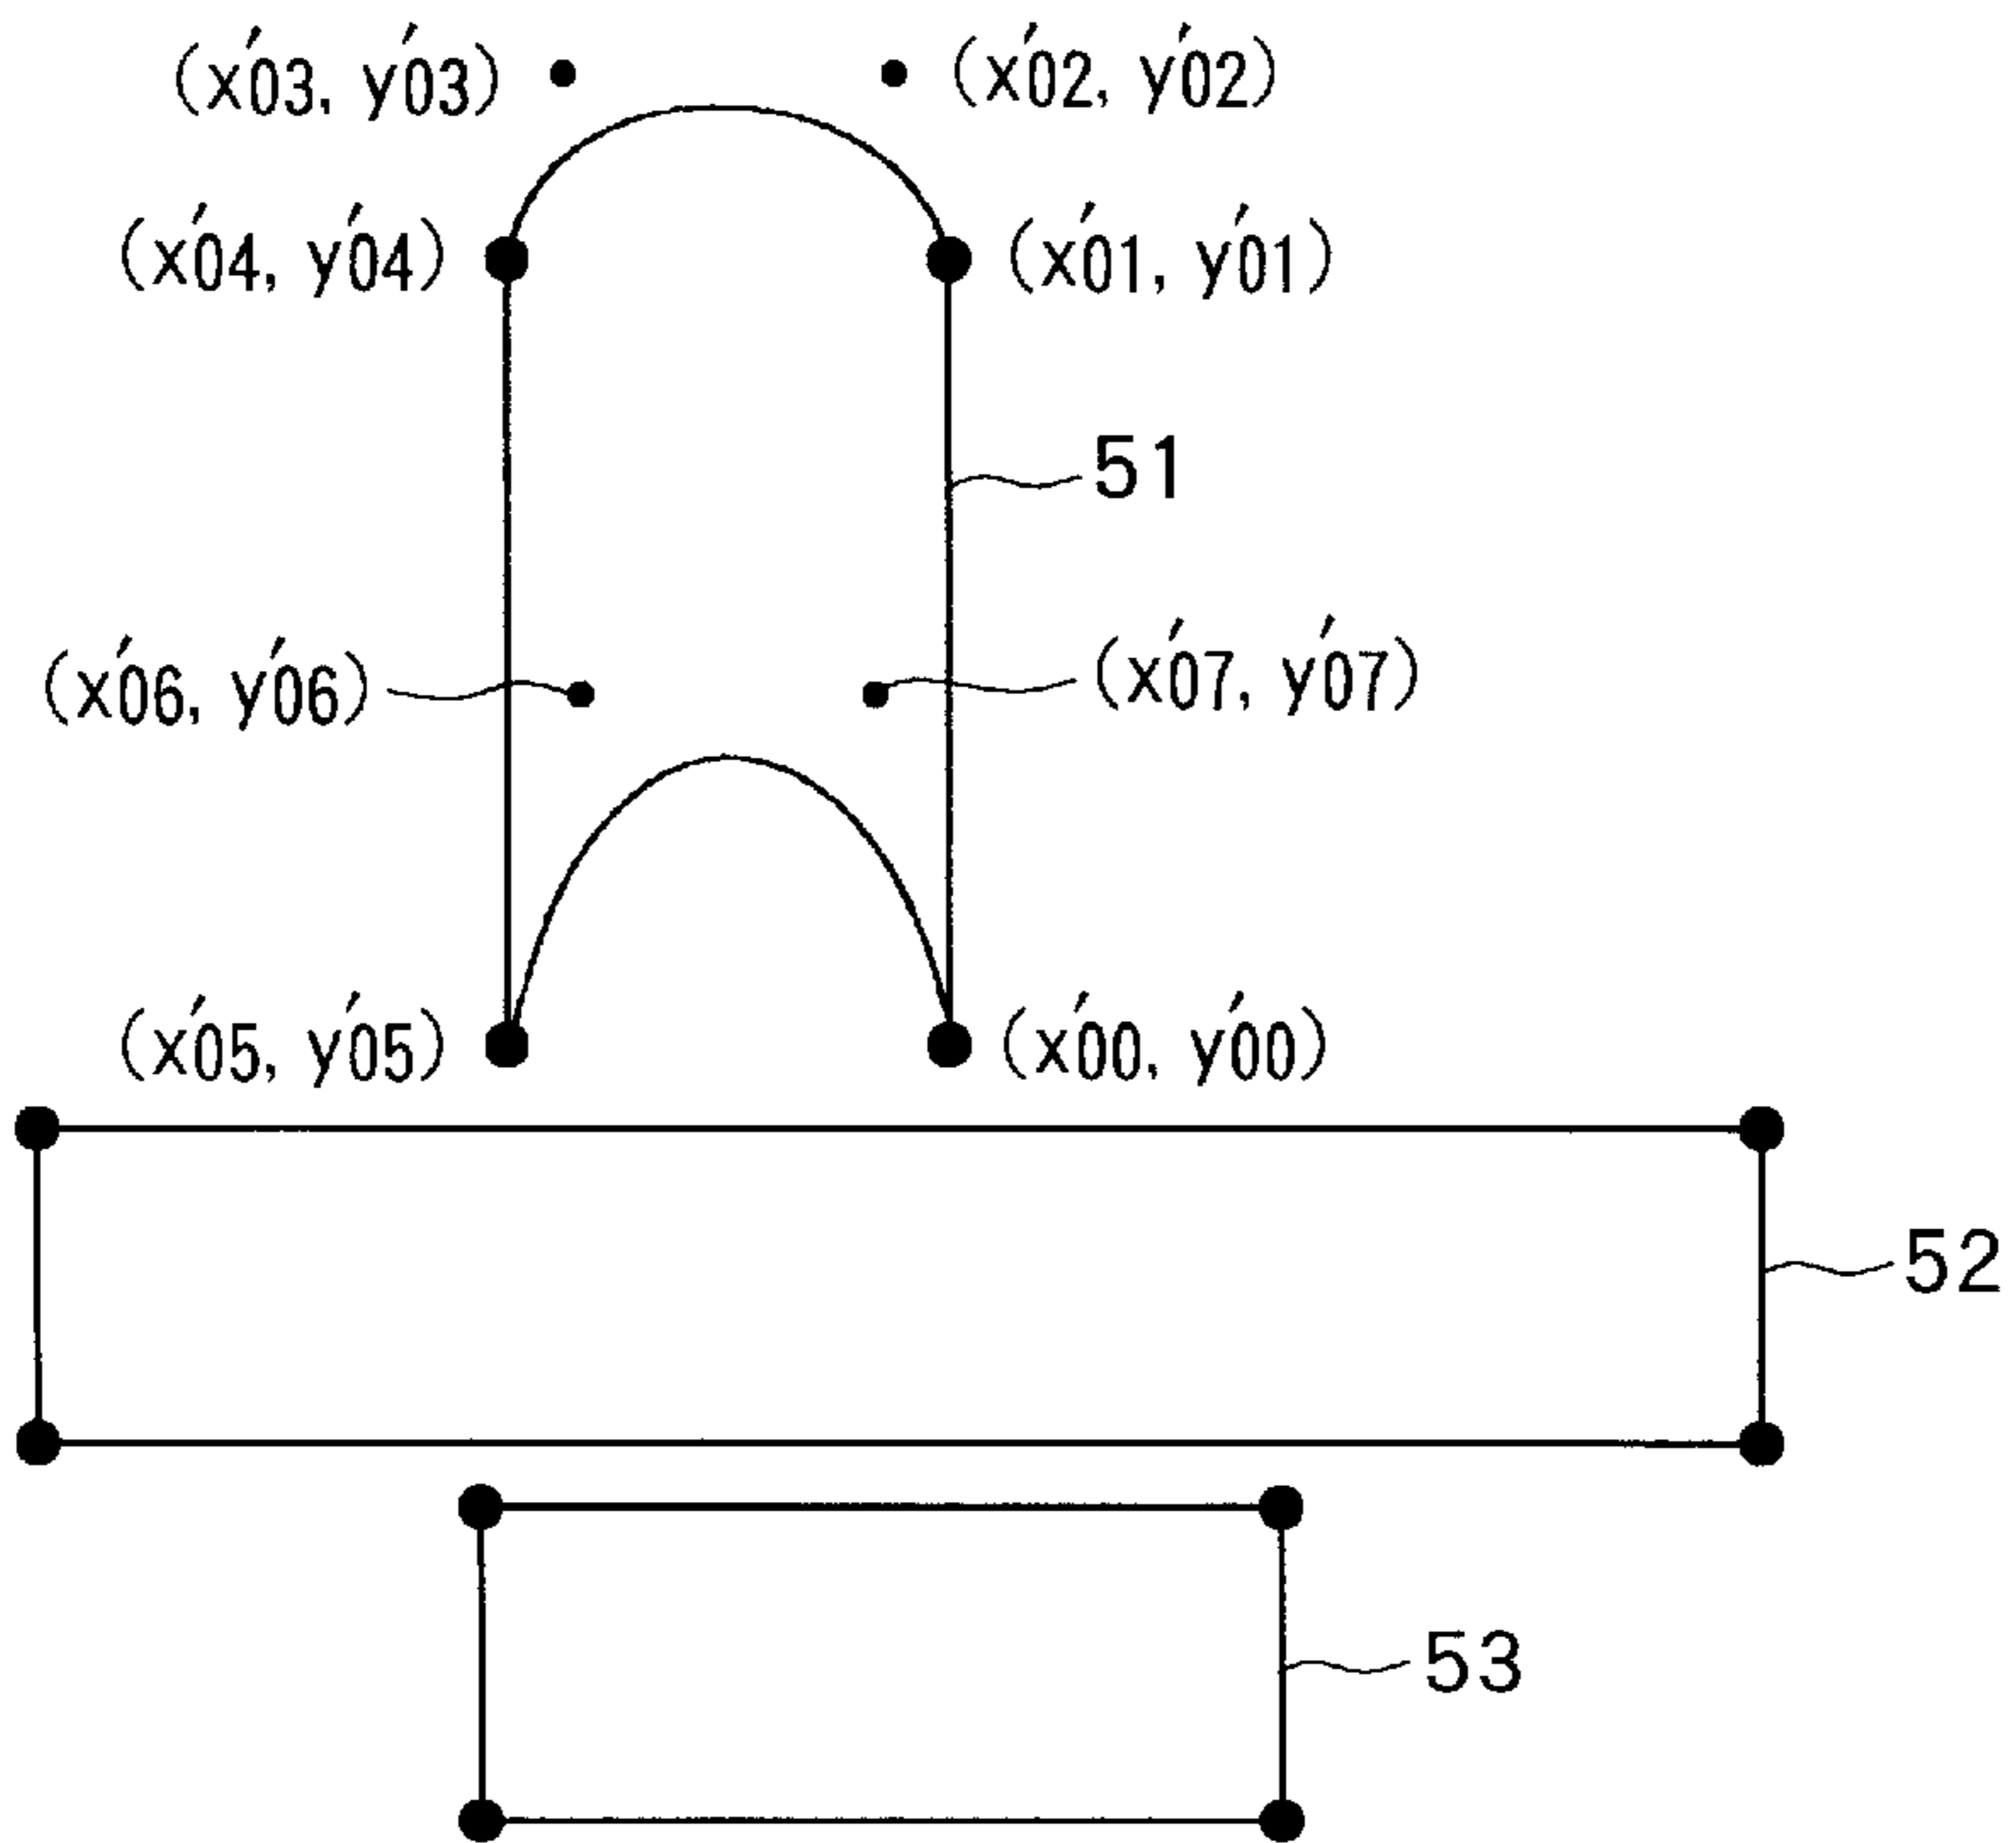 (x′03, y′03) (x′02, y′02)
(x′04, y′04) (x′01, y′01)
51
(x′06, y′06) (x′07, y′07)
(x′05, y′05) (x′00, y′00)
52
53